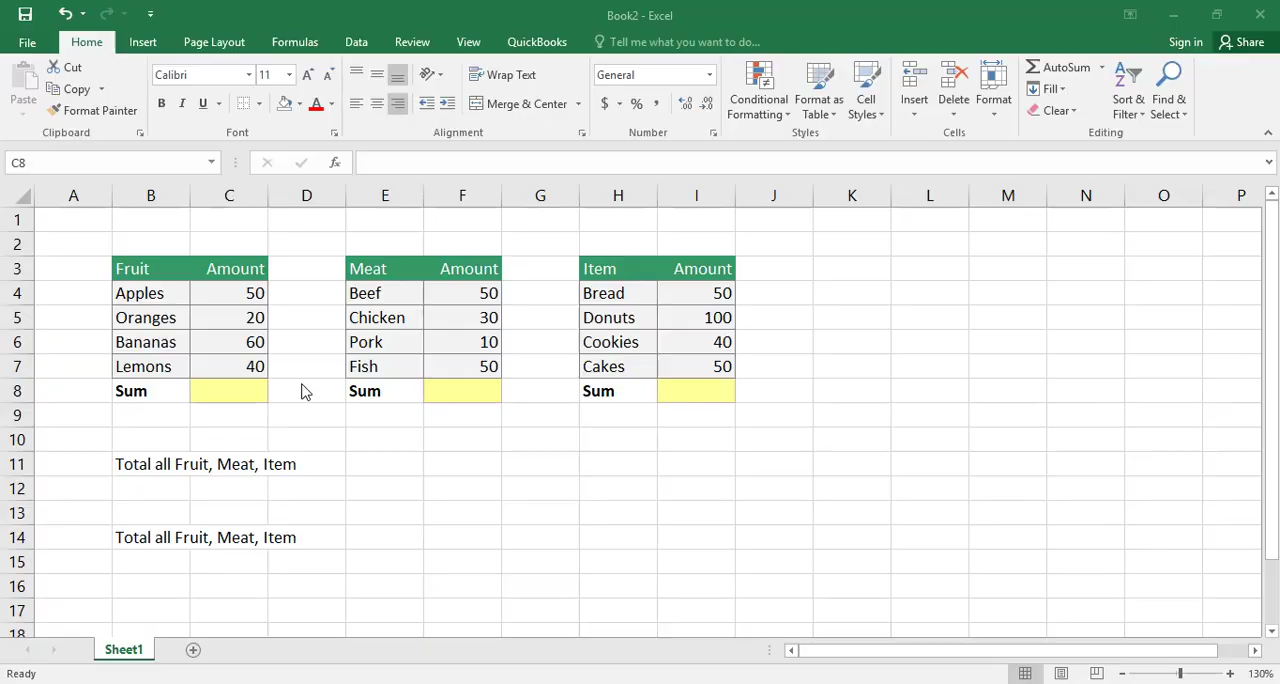 Book2 - Excel
File Home Insert Page Layout Formulas Data Review View QuickBooks Tell me what you want to do... Sign in Share
Paste Cut Copy Format Painter Clipboard
Calibri 11 A A B I U A Font
Wrap Text Merge & Center Alignment
General $ % , Number
Conditional Formatting Format as Table Cell Styles Styles
Insert Delete Format Cells
AutoSum Fill Clear Sort & Filter Find & Select Editing
C8 fx
A B C D E F G H I J K L M N O P
1
2
3 Fruit Amount Meat Amount Item Amount
4 Apples 50 Beef 50 Bread 50
5 Oranges 20 Chicken 30 Donuts 100
6 Bananas 60 Pork 10 Cookies 40
7 Lemons 40 Fish 50 Cakes 50
8 Sum Sum Sum
9
10
11 Total all Fruit, Meat, Item
12
13
14 Total all Fruit, Meat, Item
15
16
17
18
Sheet1
Ready 130%